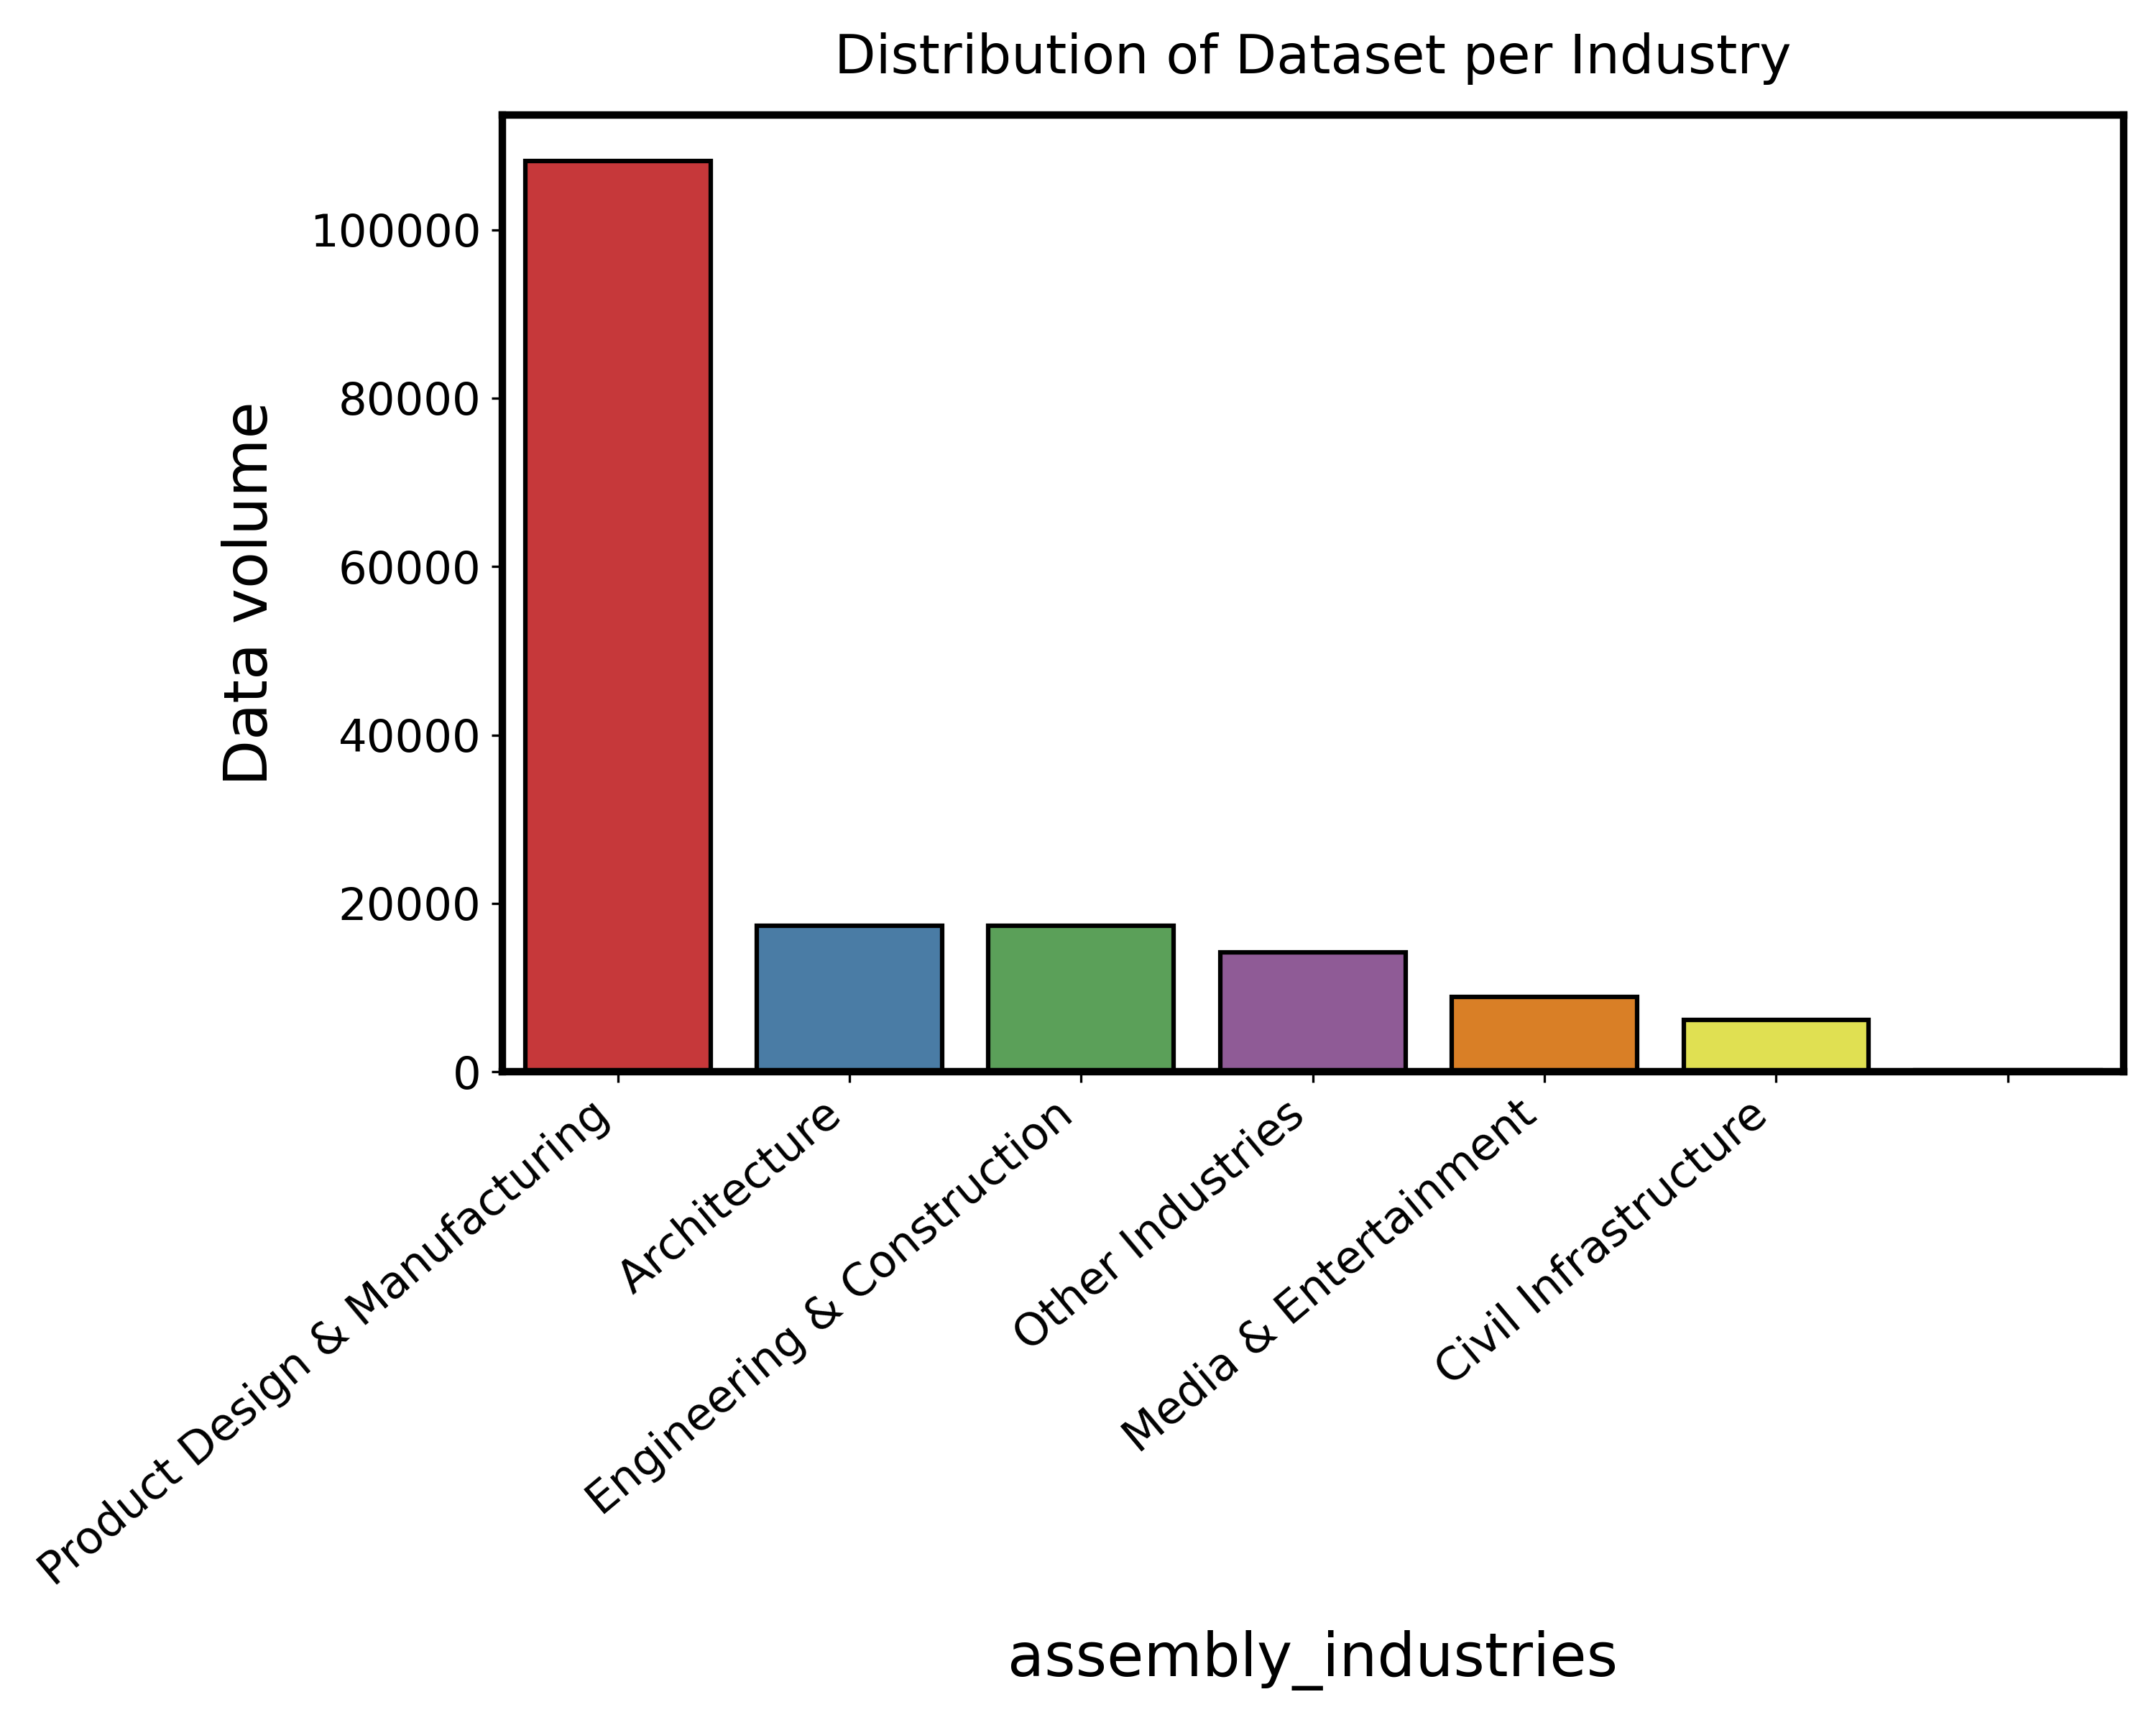 Distribution of Dataset per Industry
Data volume
100000
80000
60000
40000
20000
0
Product Design & Manufacturing
Architecture
Engineering & Construction
Other Industries
Media & Entertainment
Civil Infrastructure
assembly_industries